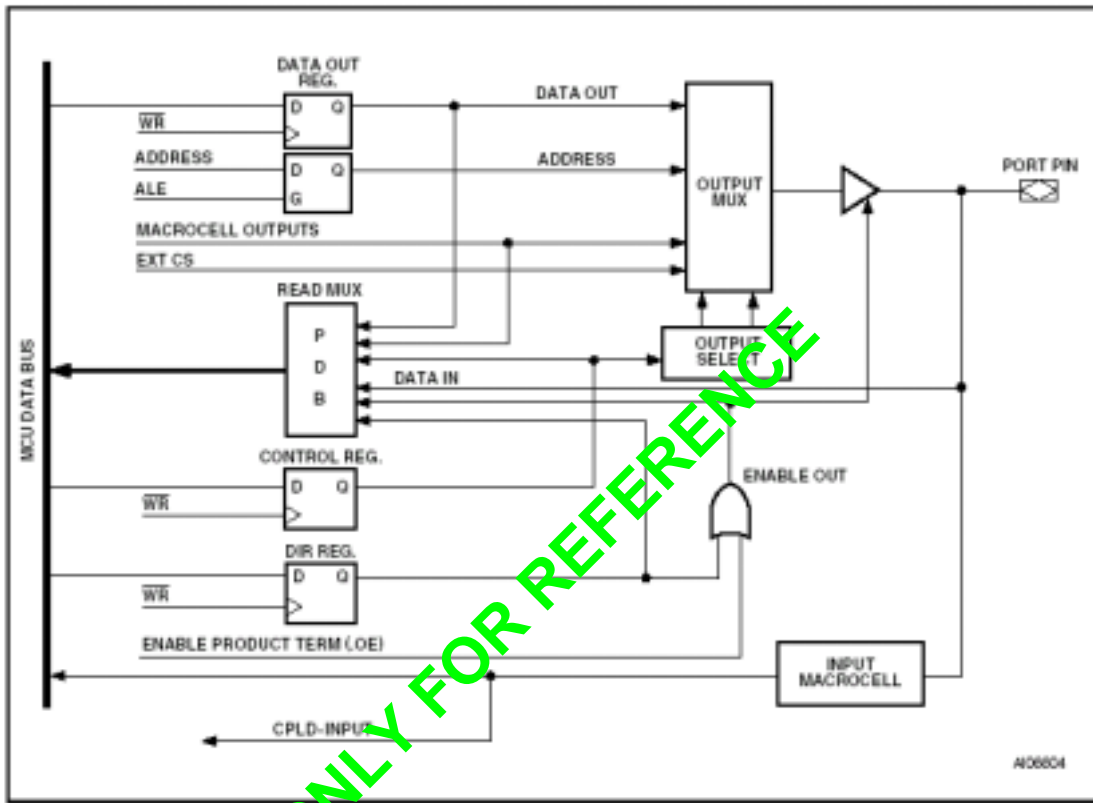 DATA OUT
REG.
D Q
WR
DATA OUT
ADDRESS
D Q
ADDRESS
ALE
G
OUTPUT
MUX
PORT PIN
MACROCELL OUTPUTS
EXT CS
READ MUX
P
D
B
OUTPUT
SELECT
DATA IN
MCU DATA BUS
CONTROL REG.
D Q
WR
ENABLE OUT
DIR REG.
D Q
WR
ENABLE PRODUCT TERM (.OE)
INPUT
MACROCELL
CPLD-INPUT
ONLY FOR REFERENCE
AI06604